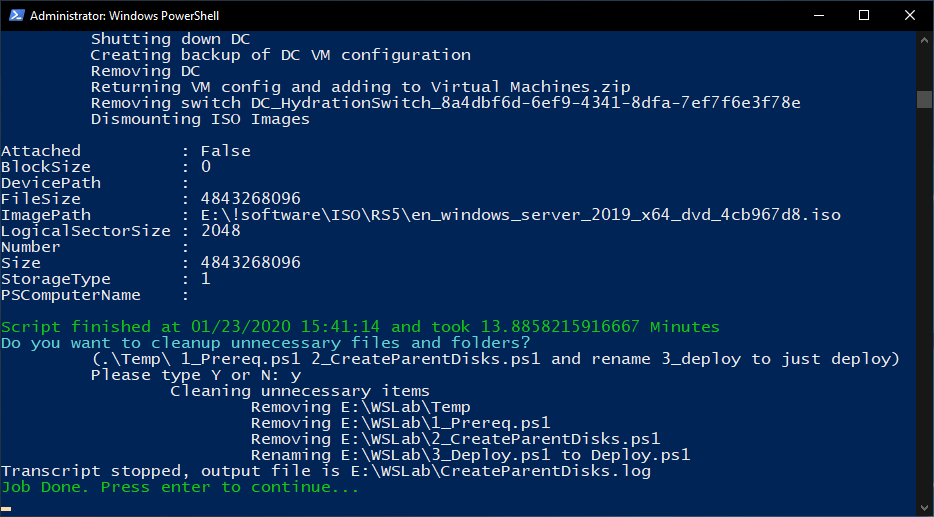 Administrator: Windows PowerShell
Shutting down DC
Creating backup of DC VM configuration
Removing DC
Returning VM config and adding to Virtual Machines.zip
Removing switch DC_HydrationSwitch_8a4dbf6d-6ef9-4341-8dfa-7ef7f6e3f78e
Dismounting ISO Images
Attached : False
BlockSize : 0
DevicePath :
FileSize : 4843268096
ImagePath : E:\!software\ISO\RS5\en_windows_server_2019_x64_dvd_4cb967d8.iso
LogicalSectorSize : 2048
Number :
Size : 4843268096
StorageType : 1
PSComputerName :
Script finished at 01/23/2020 15:41:14 and took 13.8858215916667 Minutes
Do you want to cleanup unnecessary files and folders?
(.\Temp\ 1_Prereq.ps1 2_CreateParentDisks.ps1 and rename 3_deploy to just deploy)
Please type Y or N: y
Cleaning unnecessary items
Removing E:\WSLab\Temp
Removing E:\WSLab\1_Prereq.ps1
Removing E:\WSLab\2_CreateParentDisks.ps1
Renaming E:\WSLab\3_Deploy.ps1 to Deploy.ps1
Transcript stopped, output file is E:\WSLab\CreateParentDisks.log
Job Done. Press enter to continue...